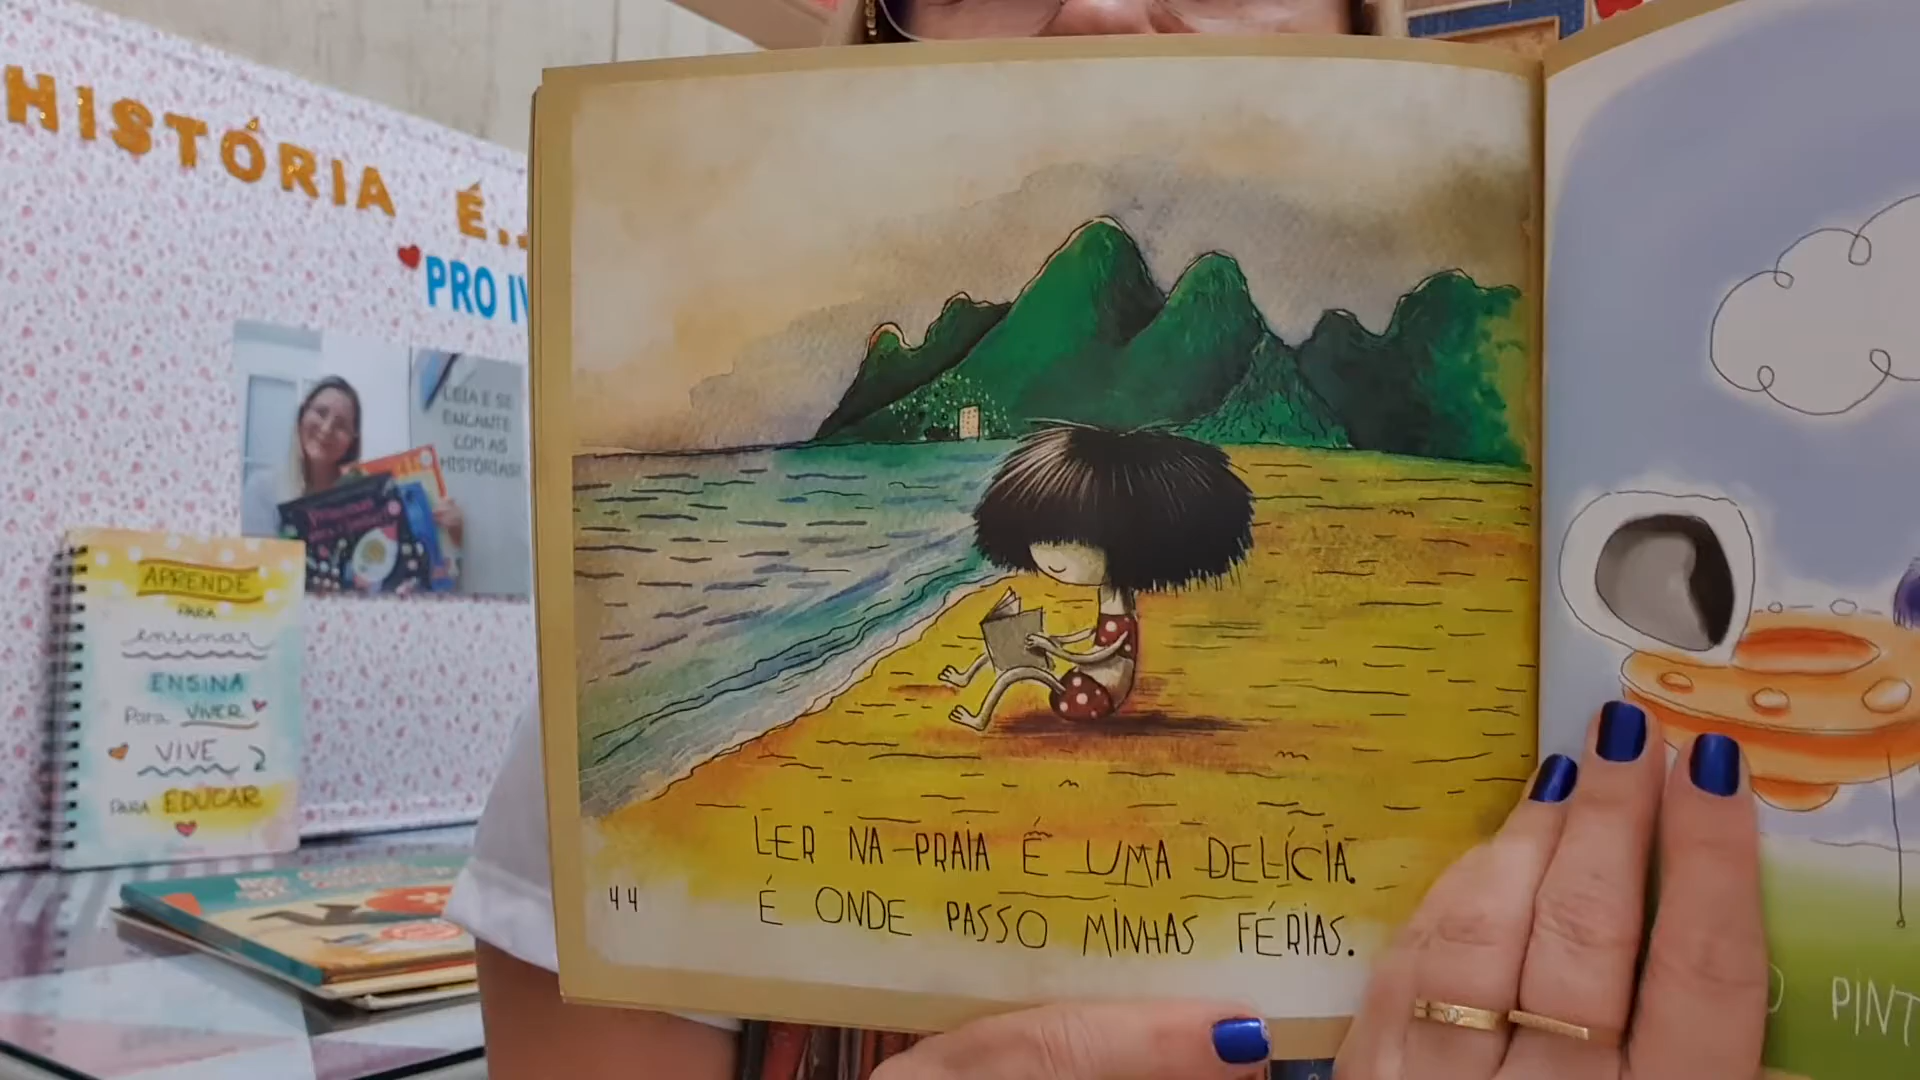 HISTÓRIA É..
PRO IV
LEIA E SE
ENCANTE
COM AS
HISTÓRIAS!
APRENDE
PARA
ensinar
ENSINA
Para VIVER
VIVE
PARA EDUCAR
LER NA PRAIA É UMA DELÍCIA.
É ONDE PASSO MINHAS FÉRIAS.
44
O PINT